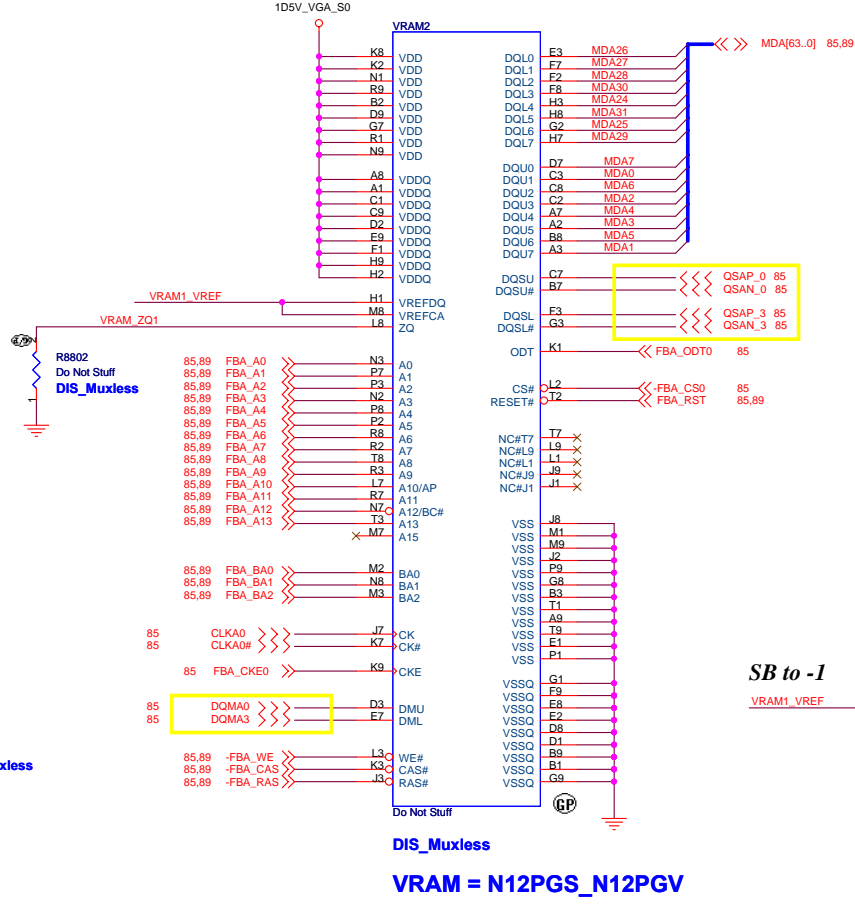 1D5V_VGA_S0
VRAM2
K8 VDD
K2 VDD
N1 VDD
R9 VDD
B2 VDD
D9 VDD
G7 VDD
R1 VDD
N9 VDD
A8 VDDQ
A1 VDDQ
C1 VDDQ
C9 VDDQ
D2 VDDQ
E9 VDDQ
F1 VDDQ
H9 VDDQ
H2 VDDQ
VRAM1_VREF H1 VREFDQ
M8 VREFCA
VRAM_ZQ1 L8 ZQ
R8802
Do Not Stuff
DIS_Muxless
1
85,89 FBA_A0 N3 A0
85,89 FBA_A1 P7 A1
85,89 FBA_A2 P3 A2
85,89 FBA_A3 N2 A3
85,89 FBA_A4 P8 A4
85,89 FBA_A5 P2 A5
85,89 FBA_A6 R8 A6
85,89 FBA_A7 R2 A7
85,89 FBA_A8 T8 A8
85,89 FBA_A9 R3 A9
85,89 FBA_A10 L7 A10/AP
85,89 FBA_A11 R7 A11
85,89 FBA_A12 N7 A12/BC#
85,89 FBA_A13 T3 A13
M7 A15
85,89 FBA_BA0 M2 BA0
85,89 FBA_BA1 N8 BA1
85,89 FBA_BA2 M3 BA2
85 CLKA0 J7 CK
85 CLKA0# K7 CK#
85 FBA_CKE0 K9 CKE
85 DQMA0 D3 DMU
85 DQMA3 E7 DML
85,89 -FBA_WE L3 WE#
85,89 -FBA_CAS K3 CAS#
85,89 -FBA_RAS J3 RAS#
xless
DQL0 E3 MDA26
DQL1 F7 MDA27
DQL2 F2 MDA28
DQL3 F8 MDA30
DQL4 H3 MDA24
DQL5 H8 MDA31
DQL6 G2 MDA25
DQL7 H7 MDA29
MDA[63..0] 85,89
DQU0 D7 MDA7
DQU1 C3 MDA0
DQU2 C8 MDA6
DQU3 C2 MDA2
DQU4 A7 MDA4
DQU5 A2 MDA3
DQU6 B8 MDA5
DQU7 A3 MDA1
DQSU C7 QSAP_0 85
DQSU# B7 QSAN_0 85
DQSL F3 QSAP_3 85
DQSL# G3 QSAN_3 85
ODT K1 FBA_ODT0 85
CS# L2 -FBA_CS0 85
RESET# T2 FBA_RST 85,89
NC#T7 T7
NC#L9 L9
NC#L1 L1
NC#J9 J9
NC#J1 J1
VSS J8
VSS M1
VSS M9
VSS J2
VSS P9
VSS G8
VSS B3
VSS T1
VSS A9
VSS T9
VSS E1
VSS P1
VSSQ G1
VSSQ F9
VSSQ E8
VSSQ E2
VSSQ D8
VSSQ D1
VSSQ B9
VSSQ B1
VSSQ G9
SB to -1
VRAM1_VREF
GP
Do Not Stuff
DIS_Muxless
VRAM = N12PGS_N12PGV